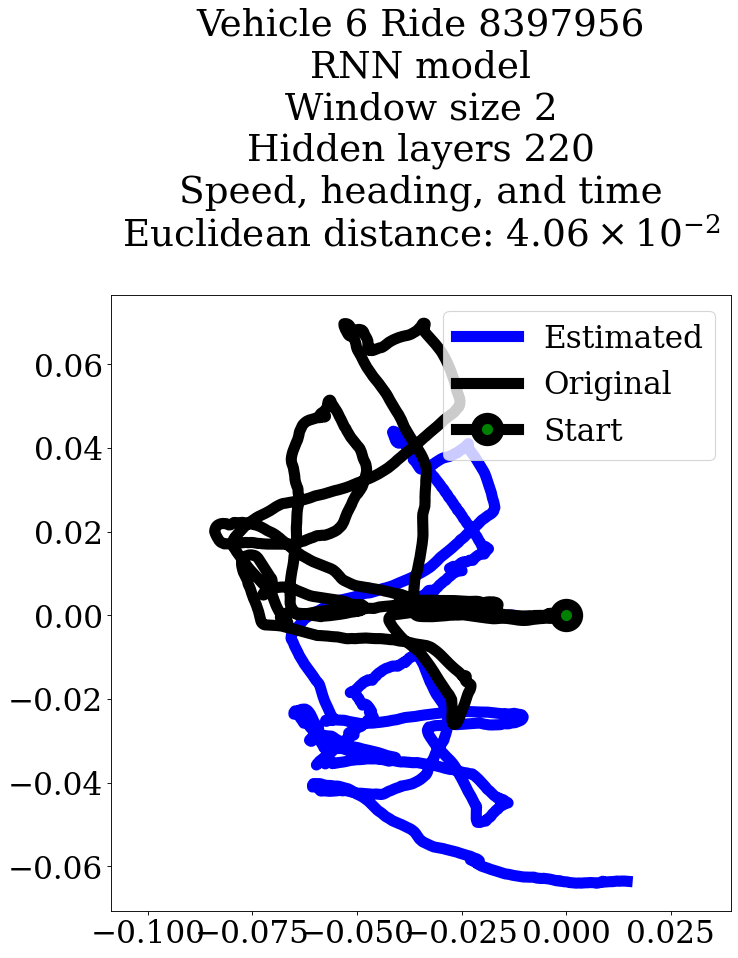 Vehicle 6 Ride 8397956
RNN model
Window size 2
Hidden layers 220
Speed, heading, and time
Euclidean distance: 4.06 × 10⁻²
Estimated
Original
Start
0.06
0.04
0.02
0.00
−0.02
−0.04
−0.06
−0.100 −0.075 −0.050 −0.025 0.000 0.025